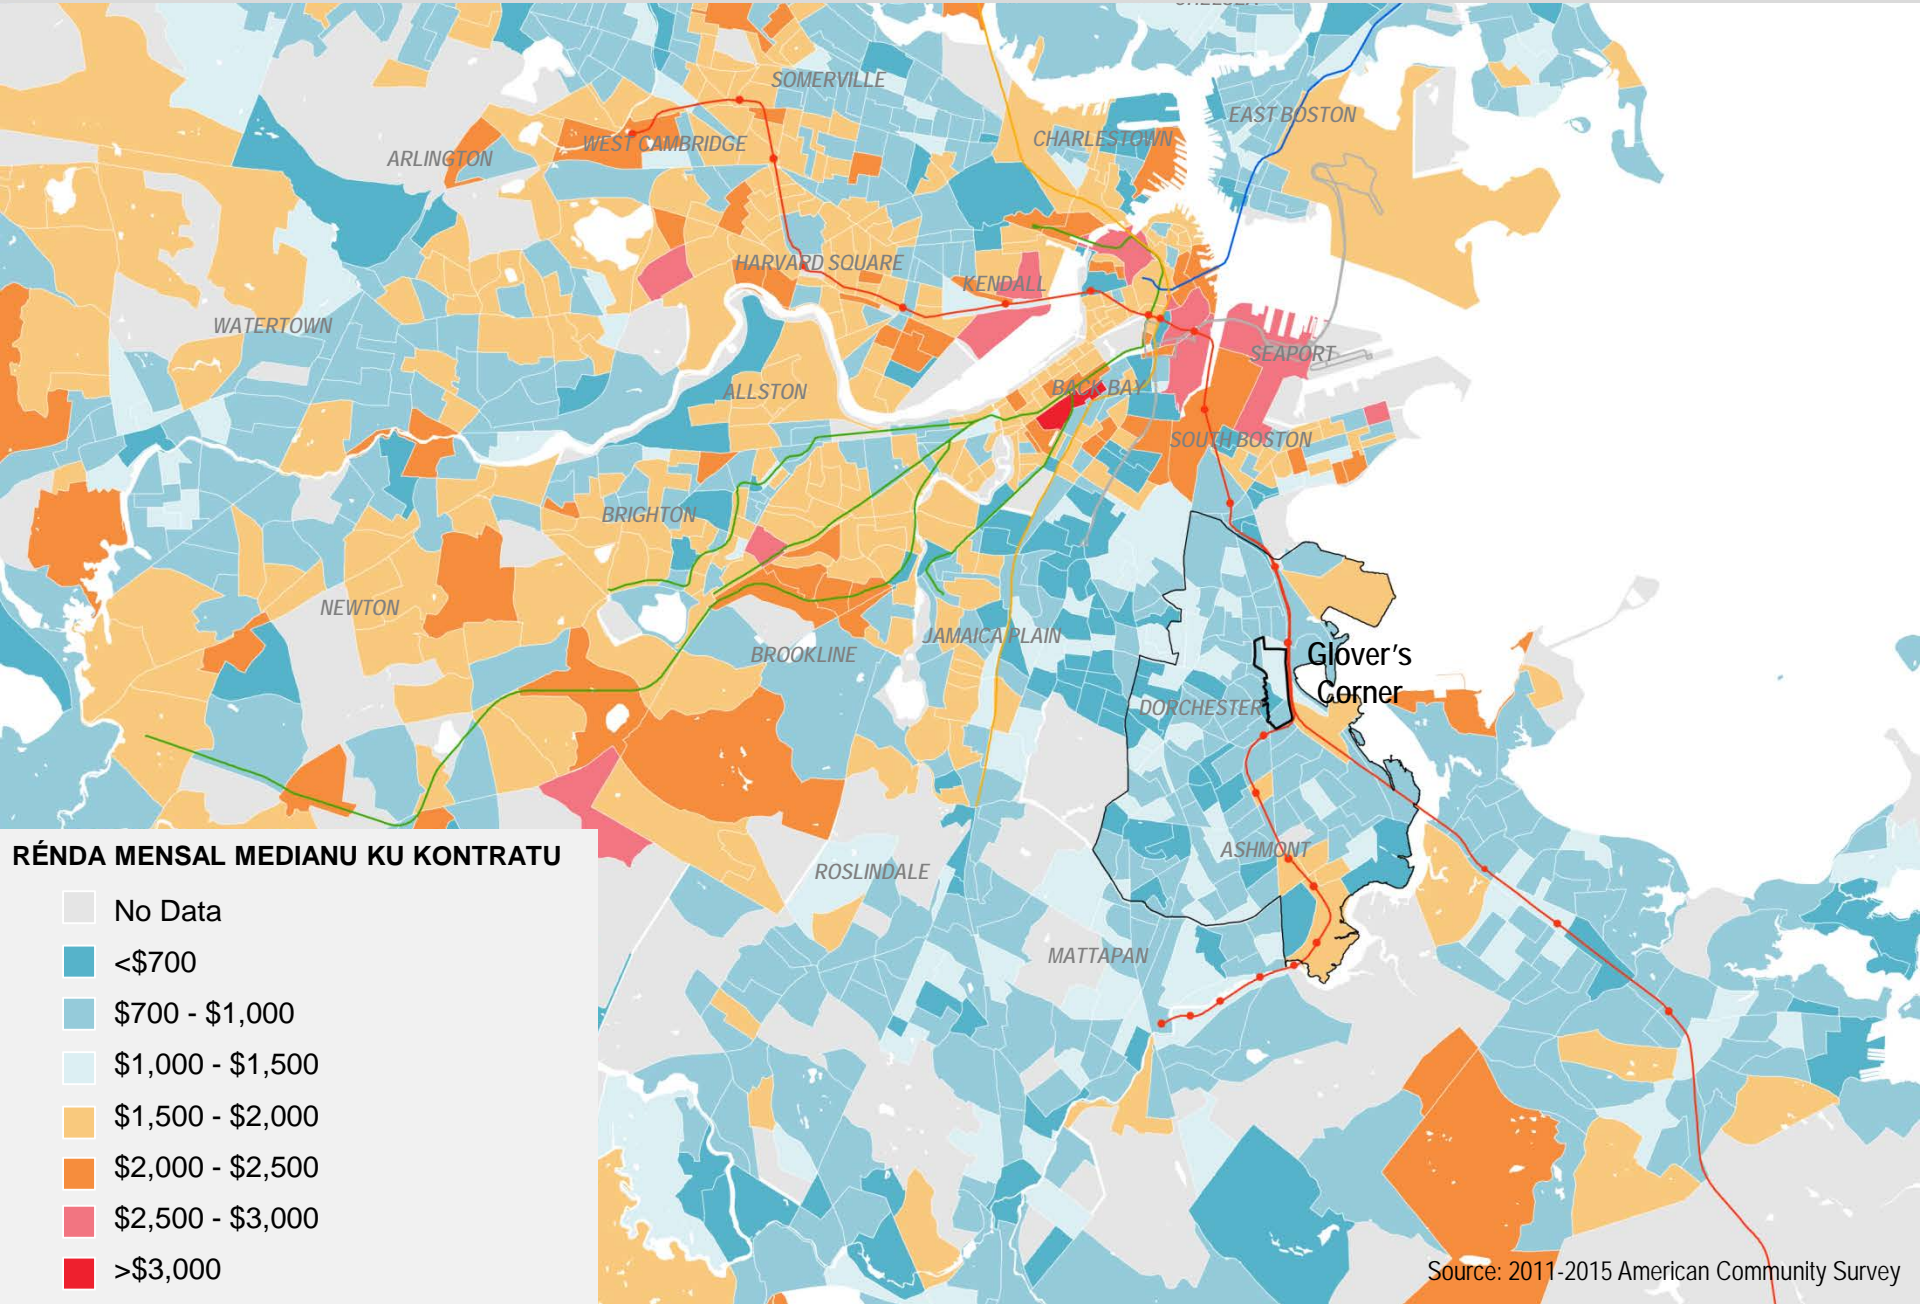 SOMERVILLE
EAST BOSTON
CHARLESTOWN
WEST CAMBRIDGE
ARLINGTON
HARVARD SQUARE
KENDALL
WATERTOWN
SEAPORT
ALLSTON
BACK BAY
SOUTH BOSTON
BRIGHTON
NEWTON
JAMAICA PLAIN
BROOKLINE
Glover's
Corner
DORCHESTER
ASHMONT
ROSLINDALE
MATTAPAN
RÉNDA MENSAL MEDIANU KU KONTRATU
No Data
<$700
$700 - $1,000
$1,000 - $1,500
$1,500 - $2,000
$2,000 - $2,500
$2,500 - $3,000
>$3,000
Source: 2011-2015 American Community Survey